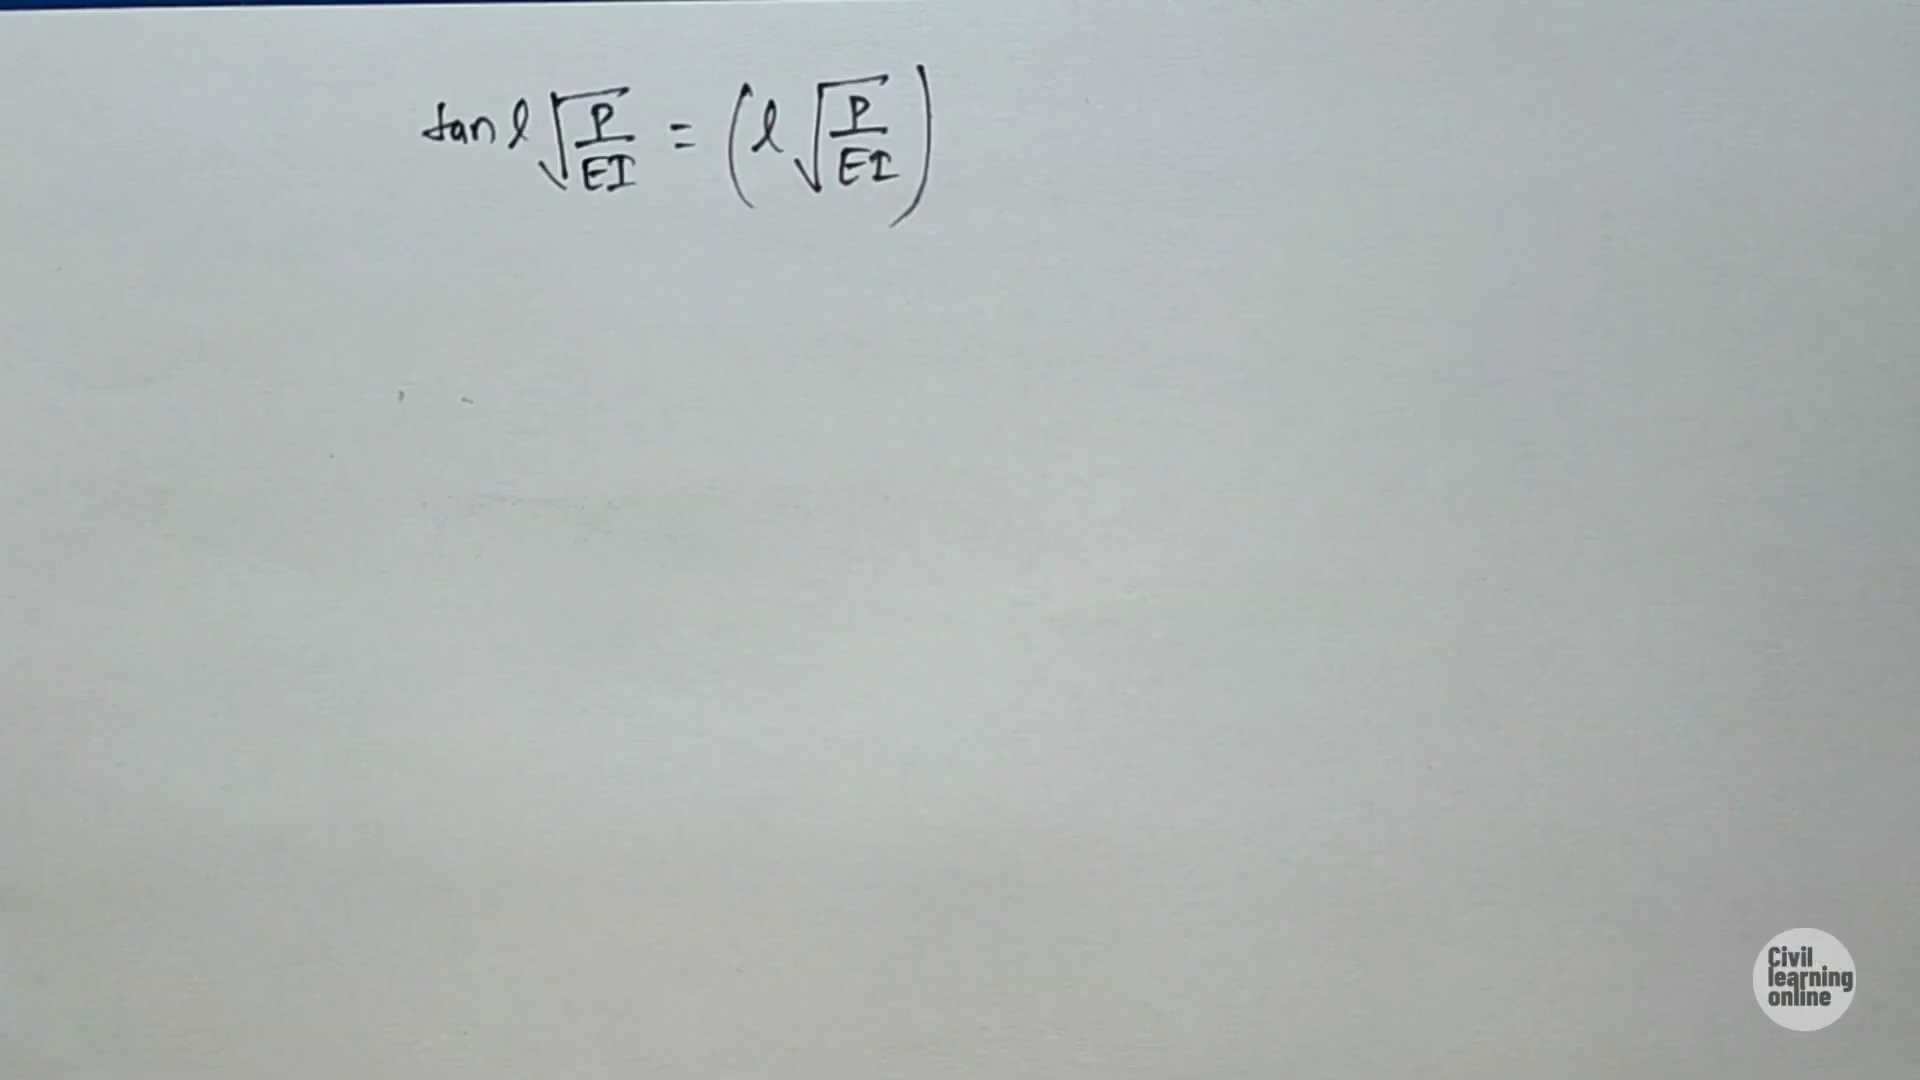 tan l √(P/EI) = (l √(P/EI))
Civil
learning
online